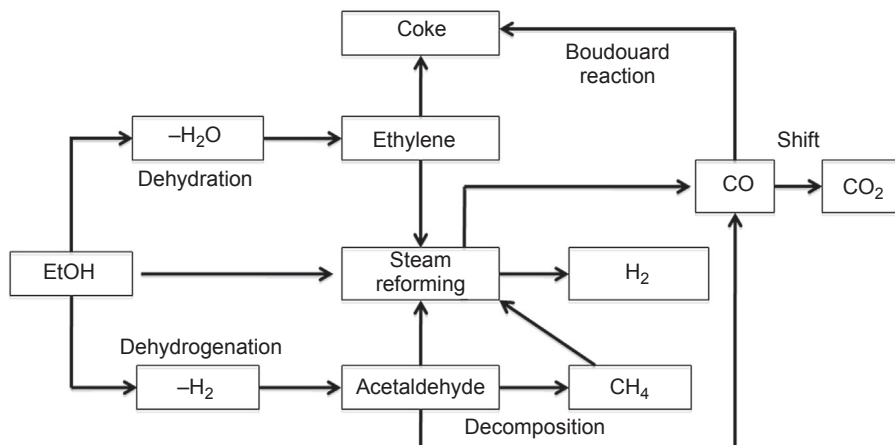 Coke
Boudouard
reaction
–H₂O
Ethylene
Shift
Dehydration
CO
CO₂
EtOH
Steam
reforming
H₂
Dehydrogenation
–H₂
Acetaldehyde
CH₄
Decomposition